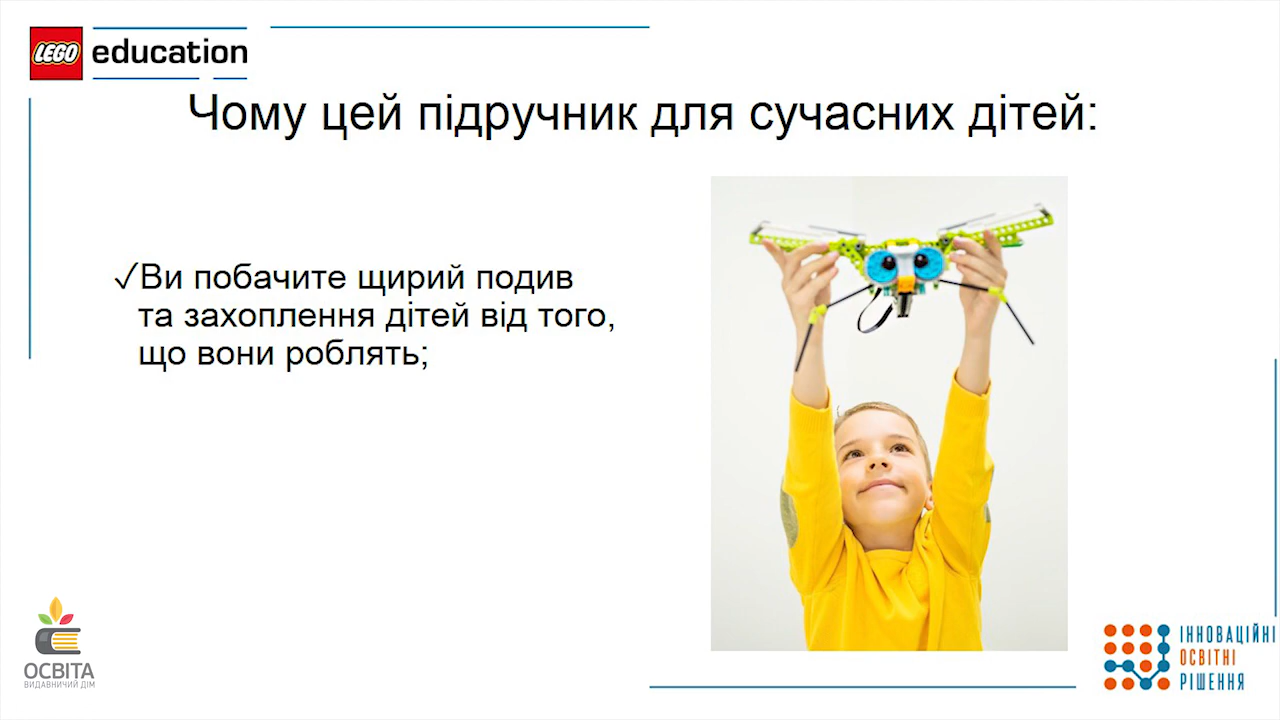 LEGO education
Чому цей підручник для сучасних дітей:
✓Ви побачите щирий подив
та захоплення дітей від того,
що вони роблять;
ОСВІТА
ВИДАВНИЧИЙ ДІМ
ІННОВАЦІЙНІ
ОСВІТНІ
РІШЕННЯ